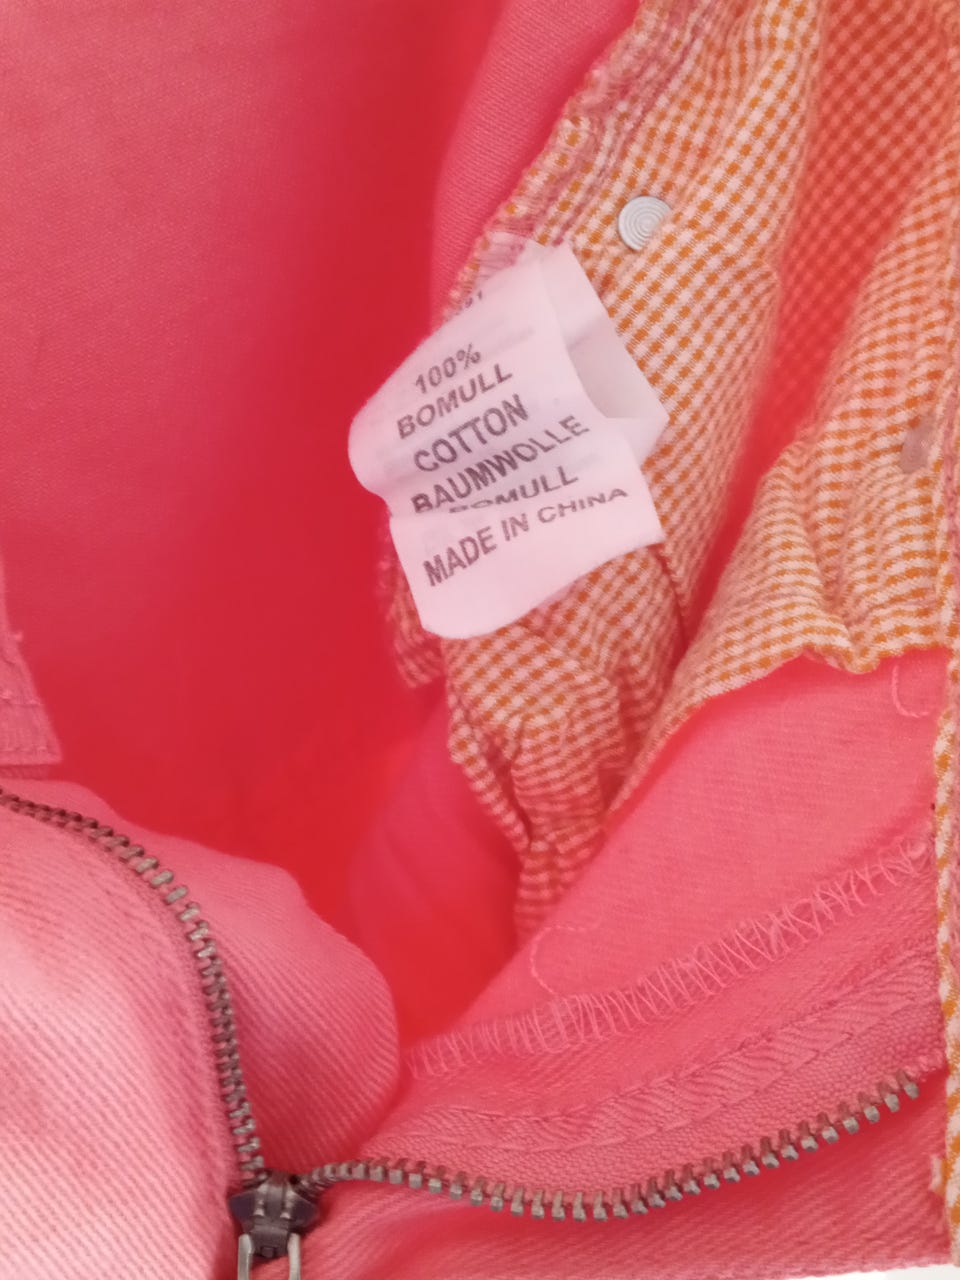 100%
BOMULL
COTTON
BAUMWOLLE
BOMULL
MADE IN CHINA